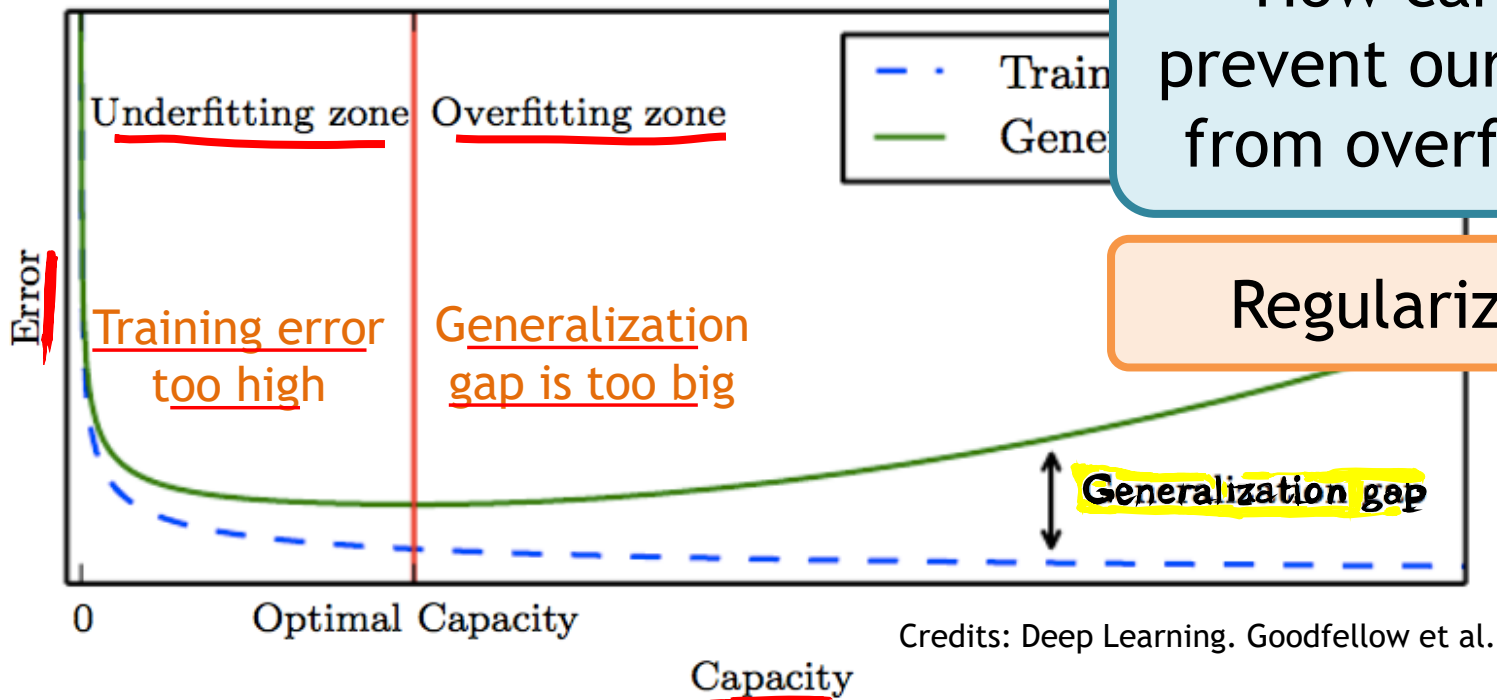 prevent our
from overf
Train
Gene
Underfitting zone
Overfitting zone
Error
Training error
too high
Generalization
gap is too big
Regulariz
Generalization gap
0
Optimal Capacity
Credits: Deep Learning. Goodfellow et al.
Capacity